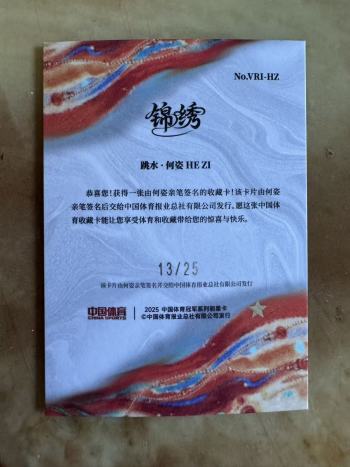 No.VRI-HZ
锦绣
跳水·何姿 HE ZI
恭喜您!获得一张由何姿亲笔签名的收藏卡!该卡片由何姿
亲笔签名后交给中国体育报业总社有限公司发行。愿这张中国体
育收藏卡能让您享受体育和收藏带给您的惊喜与快乐。
13/25
该卡片由何姿亲笔签名并交给中国体育报业总社有限公司发行
中国体育
CHINA SPORTS
2025 中国体育冠军系列箔星卡
©中国体育报业总社有限公司发行